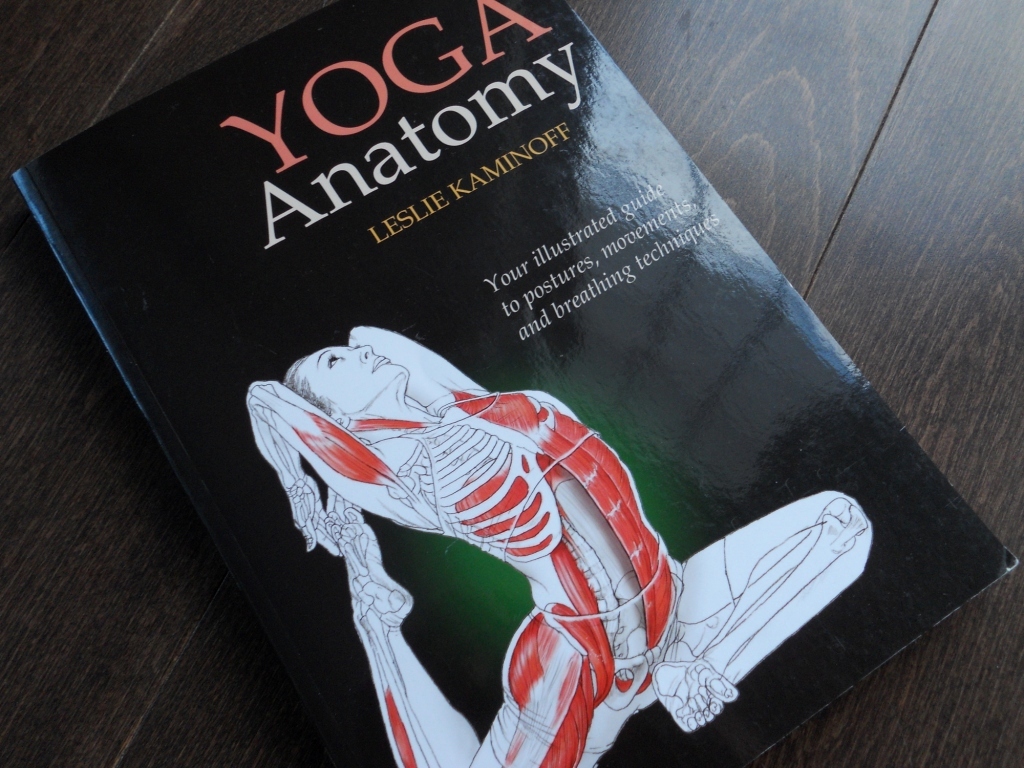 YOGA
Anatomy
LESLIE KAMINOFF
Your illustrated guide
to postures, movements,
and breathing techniques